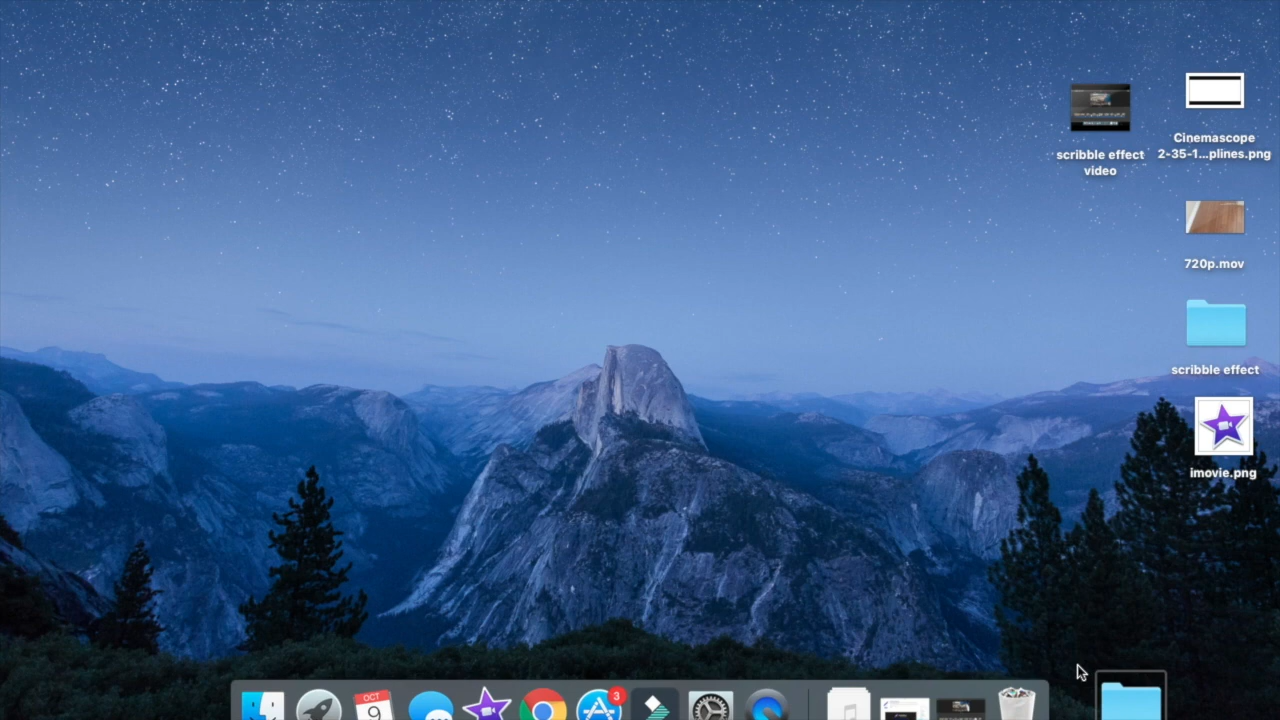 scribble effect
video
Cinemascope
2-35-1...plines.png
720p.mov
scribble effect
imovie.png
OCT
9
3